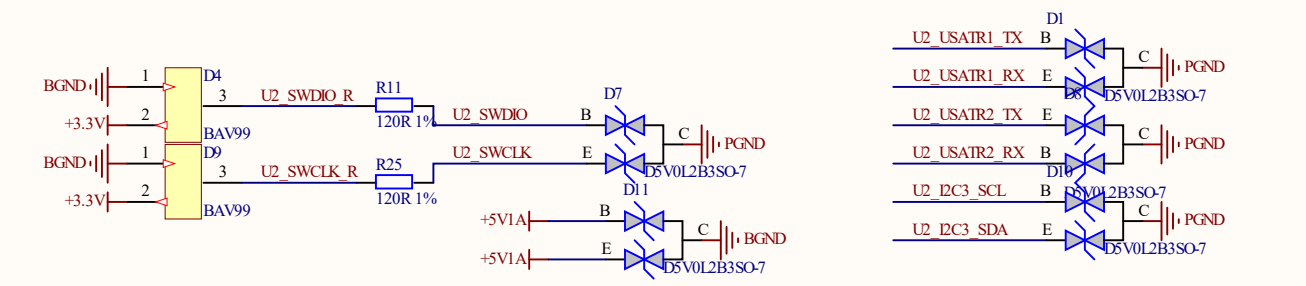 BGND
1
D4
3
U2_SWDIO_R
R11
120R 1%
2
+3.3V
BAV99
BGND
1
D9
3
U2_SWCLK_R
R25
120R 1%
2
+3.3V
BAV99
D7
U2_SWDIO
B
C
PGND
U2_SWCLK
E
D5V0L2B3SO-7
D11
+5V1A
B
C
BGND
+5V1A
E
D5V0L2B3SO-7
D1
U2_USATR1_TX
B
C
PGND
U2_USATR1_RX
E
D5V0L2B3SO-7
D8
U2_USATR2_TX
E
C
PGND
U2_USATR2_RX
B
D5V0L2B3SO-7
D10
U2_I2C3_SCL
B
C
PGND
U2_I2C3_SDA
E
D5V0L2B3SO-7